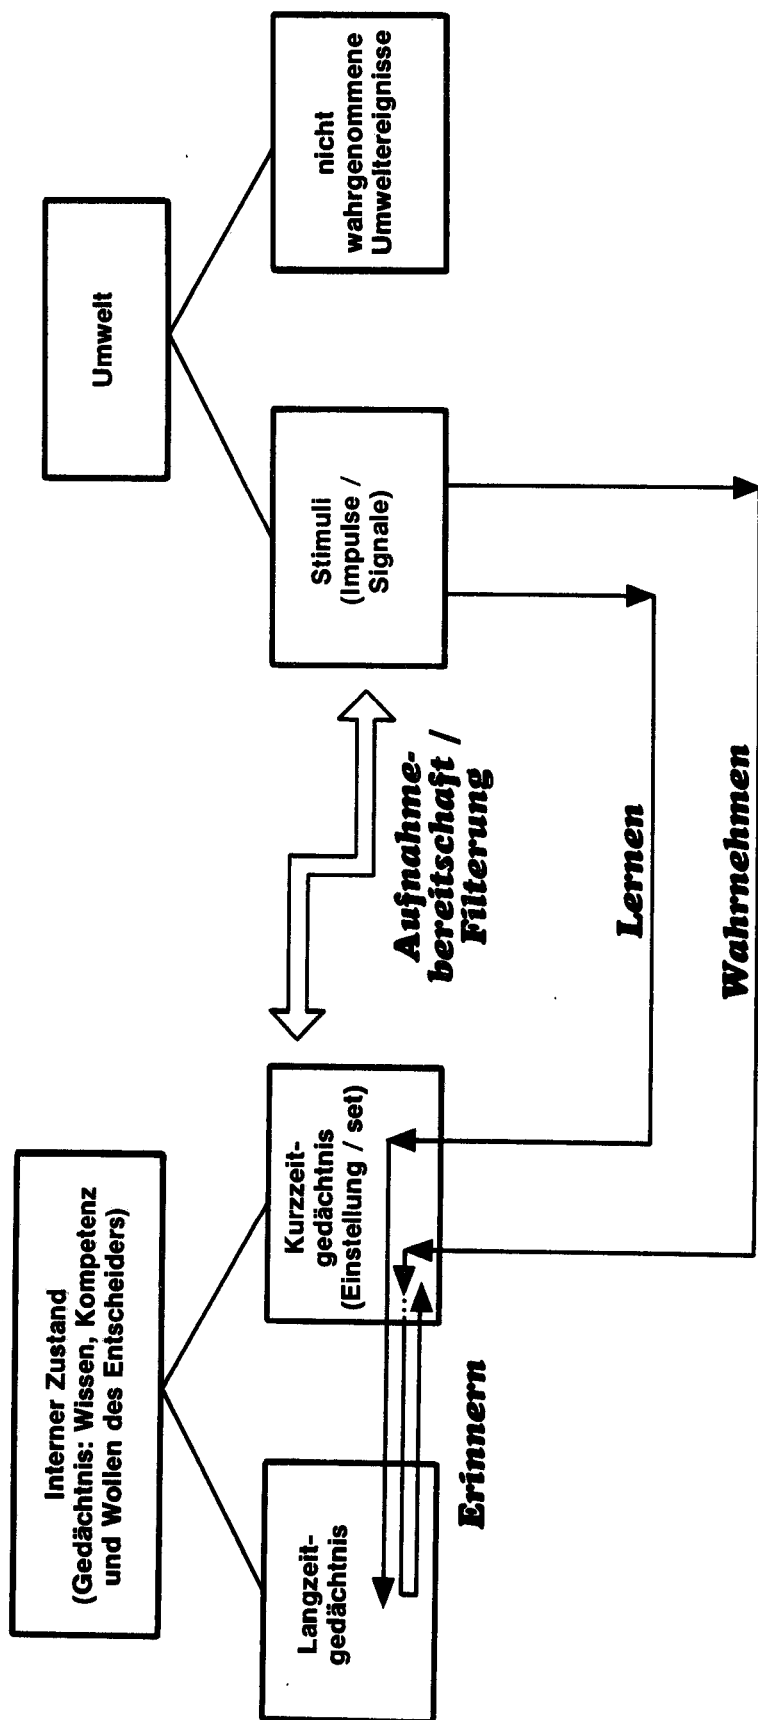 Interner Zustand
(Gedächtnis: Wissen, Kompetenz
und Wollen des Entscheiders)
Umwelt
Langzeit-
gedächtnis
Kurzzeit-
gedächtnis
(Einstellung / set)
Stimuli
(Impulse /
Signale)
nicht
wahrgenommene
Umweltereignisse
Aufnahme-
bereitschaft /
Filterung
Erinnern
Lernen
Wahrnehmen